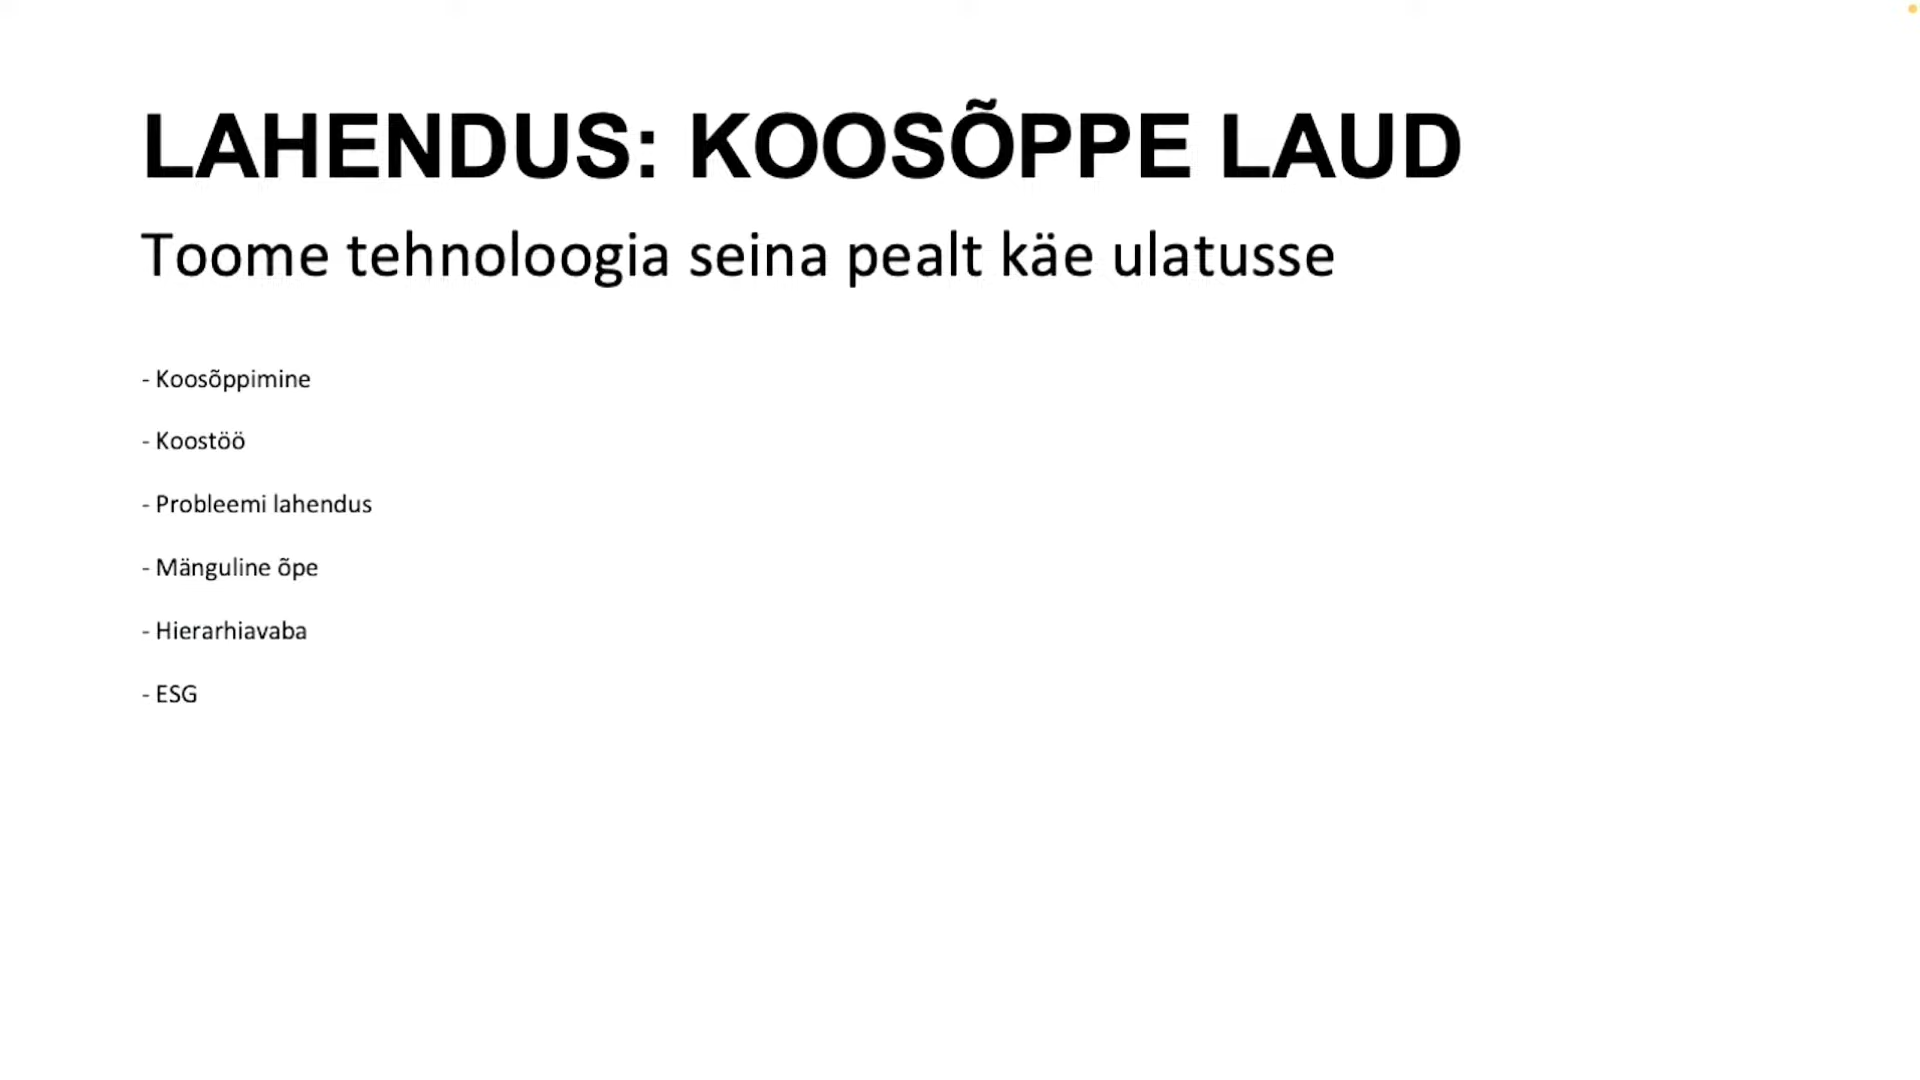 LAHENDUS: KOOSÕPPE LAUD
Toome tehnoloogia seina pealt käe ulatusse
- Koosõppimine
- Koostöö
- Probleemi lahendus
- Mänguline õpe
- Hierarhiavaba
- ESG